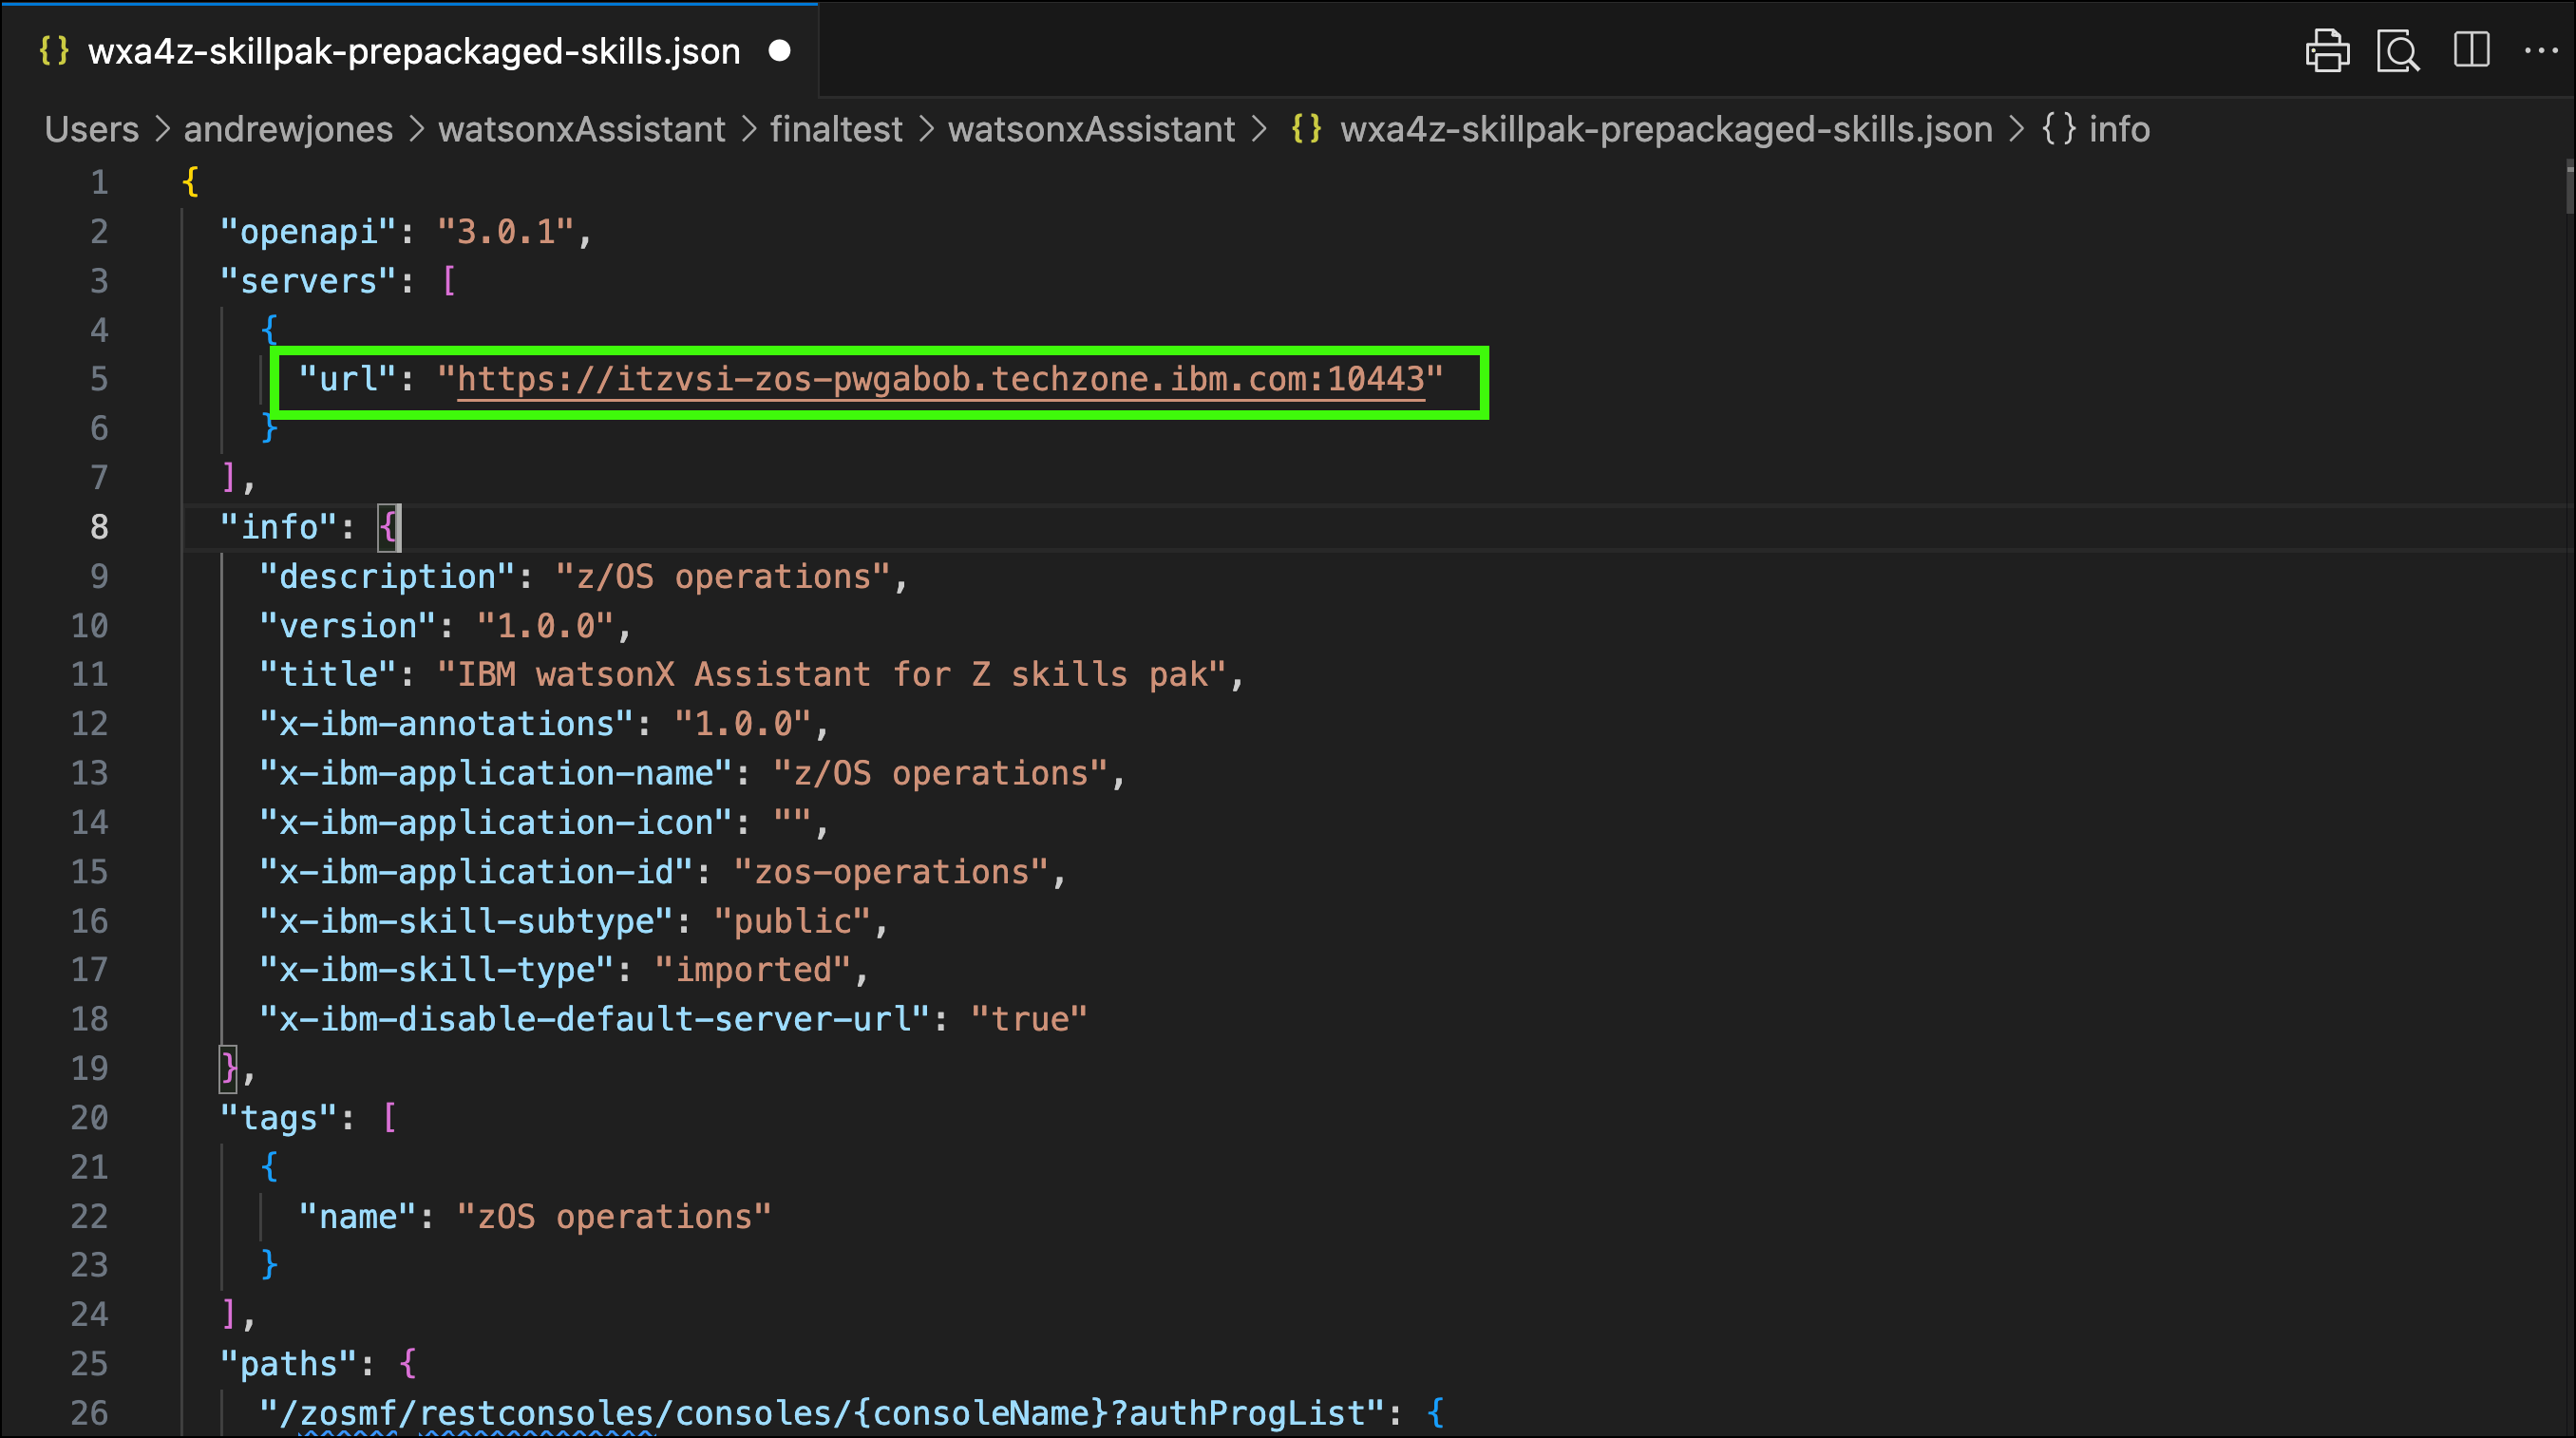 {} wxa4z-skillpak-prepackaged-skills.json ●
Users > andrewjones > watsonxAssistant > finaltest > watsonxAssistant > {} wxa4z-skillpak-prepackaged-skills.json > {} info
1 {
2 "openapi": "3.0.1",
3 "servers": [
4 {
5 "url": "https://itzvsi-zos-pwgabob.techzone.ibm.com:10443"
6 }
7 ],
8 "info": {
9 "description": "z/OS operations",
10 "version": "1.0.0",
11 "title": "IBM watsonX Assistant for Z skills pak",
12 "x-ibm-annotations": "1.0.0",
13 "x-ibm-application-name": "z/OS operations",
14 "x-ibm-application-icon": "",
15 "x-ibm-application-id": "zos-operations",
16 "x-ibm-skill-subtype": "public",
17 "x-ibm-skill-type": "imported",
18 "x-ibm-disable-default-server-url": "true"
19 },
20 "tags": [
21 {
22 "name": "zOS operations"
23 }
24 ],
25 "paths": {
26 "/zosmf/restconsoles/consoles/{consoleName}?authProgList": {